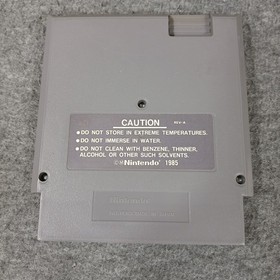 CAUTION REV-A
•DO NOT STORE IN EXTREME TEMPERATURES.
•DO NOT IMMERSE IN WATER.
•DO NOT CLEAN WITH BENZENE, THINNER,
ALCOHOL OR OTHER SUCH SOLVENTS.
©Nintendo® 1985